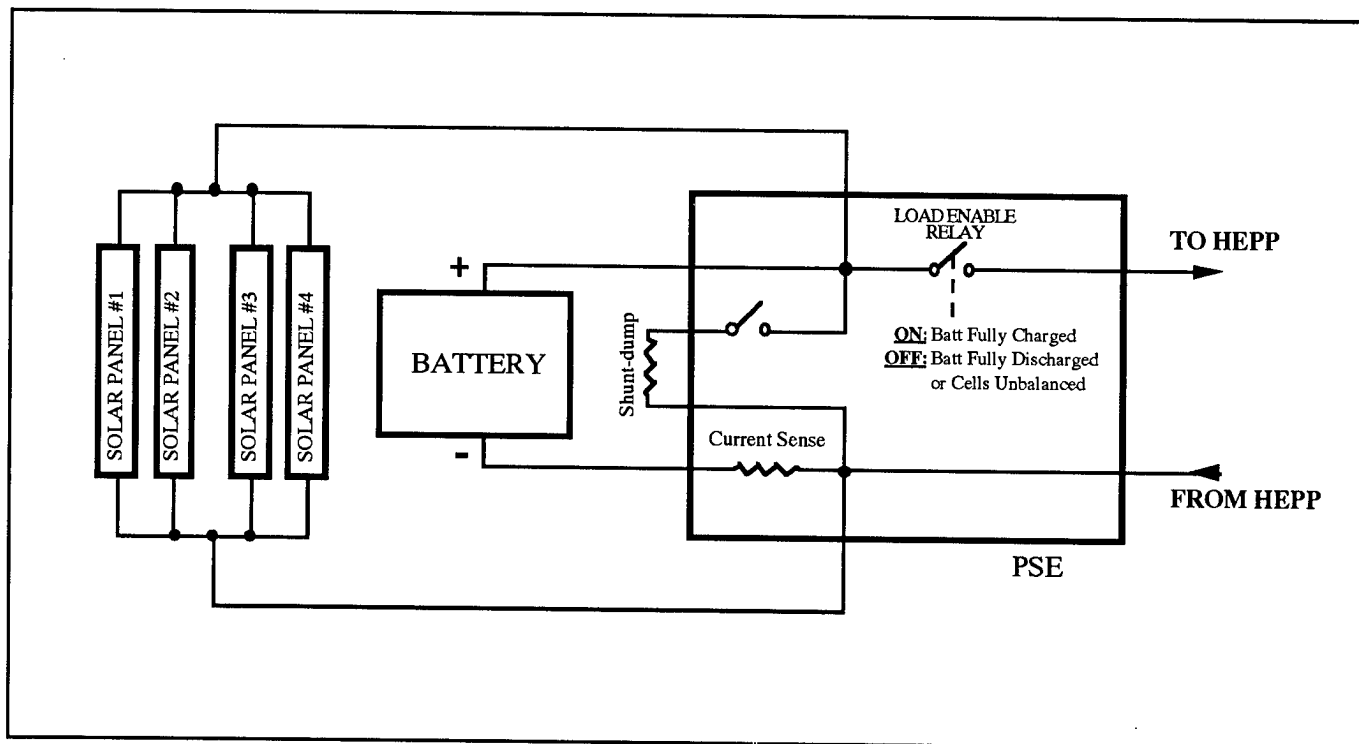 SOLAR PANEL #1
SOLAR PANEL #2
SOLAR PANEL #3
SOLAR PANEL #4
+
BATTERY
-
Shunt-dump
LOAD ENABLE
RELAY
ON: Batt Fully Charged
OFF: Batt Fully Discharged
or Cells Unbalanced
Current Sense
TO HEPP
FROM HEPP
PSE